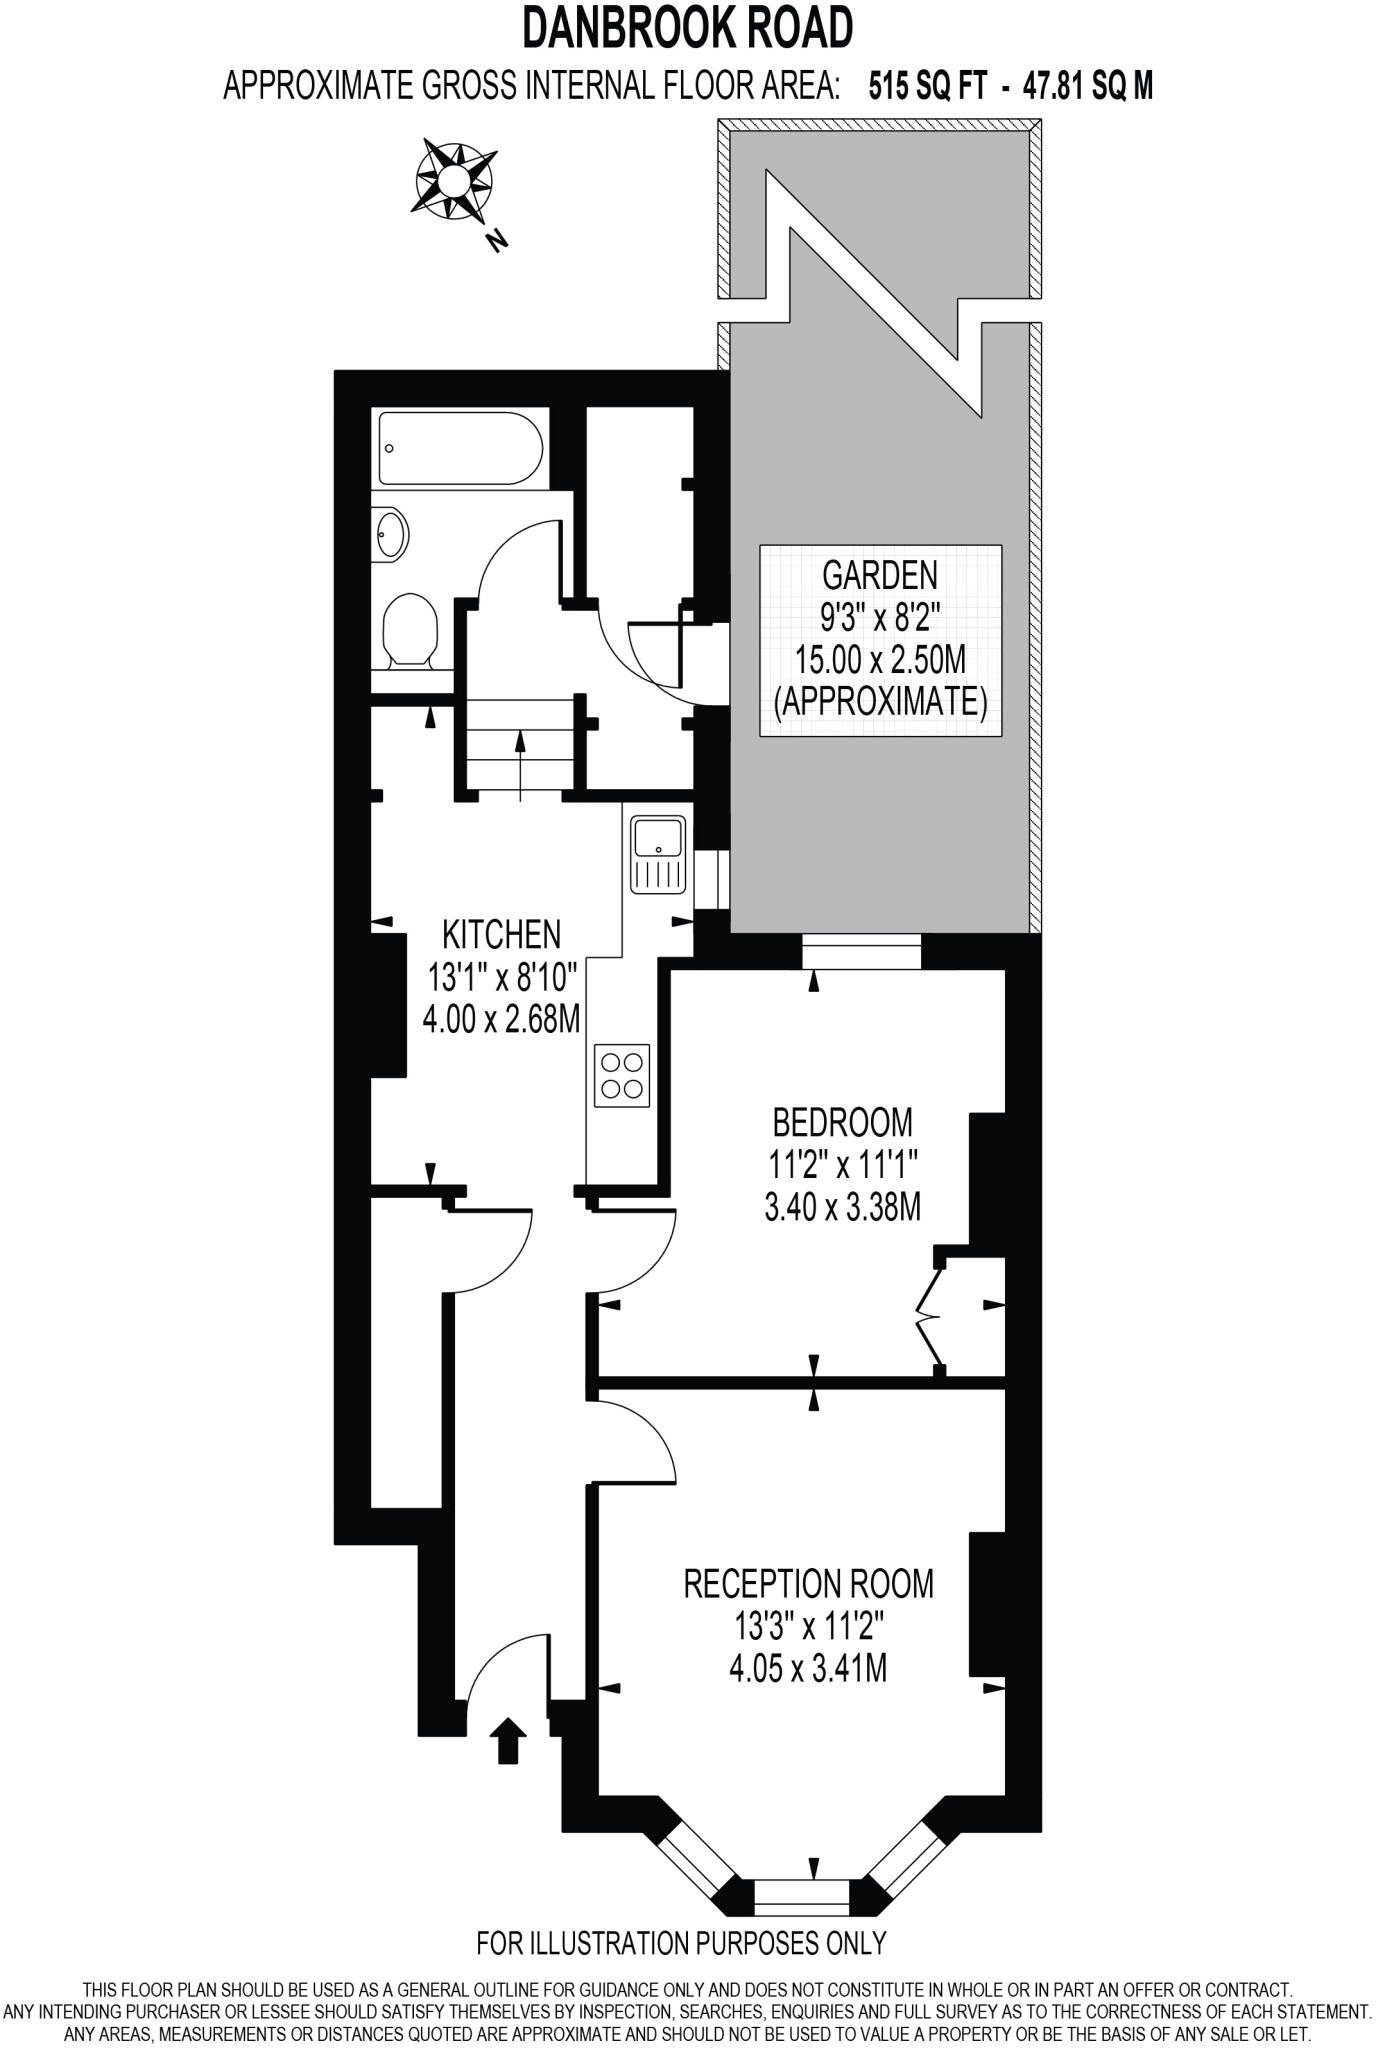 DANBROOK ROAD
APPROXIMATE GROSS INTERNAL FLOOR AREA: 515 SQ FT - 47.81 SQ M
N
GARDEN
9'3" x 8'2"
15.00 x 2.50M
(APPROXIMATE)
KITCHEN
13'1" x 8'10"
4.00 x 2.68M
BEDROOM
11'2" x 11'1"
3.40 x 3.38M
RECEPTION ROOM
13'3" x 11'2"
4.05 x 3.41M
FOR ILLUSTRATION PURPOSES ONLY
THIS FLOOR PLAN SHOULD BE USED AS A GENERAL OUTLINE FOR GUIDANCE ONLY AND DOES NOT CONSTITUTE IN WHOLE OR IN PART AN OFFER OR CONTRACT.
ANY INTENDING PURCHASER OR LESSEE SHOULD SATISFY THEMSELVES BY INSPECTION, SEARCHES, ENQUIRIES AND FULL SURVEY AS TO THE CORRECTNESS OF EACH STATEMENT.
ANY AREAS, MEASUREMENTS OR DISTANCES QUOTED ARE APPROXIMATE AND SHOULD NOT BE USED TO VALUE A PROPERTY OR BE THE BASIS OF ANY SALE OR LET.